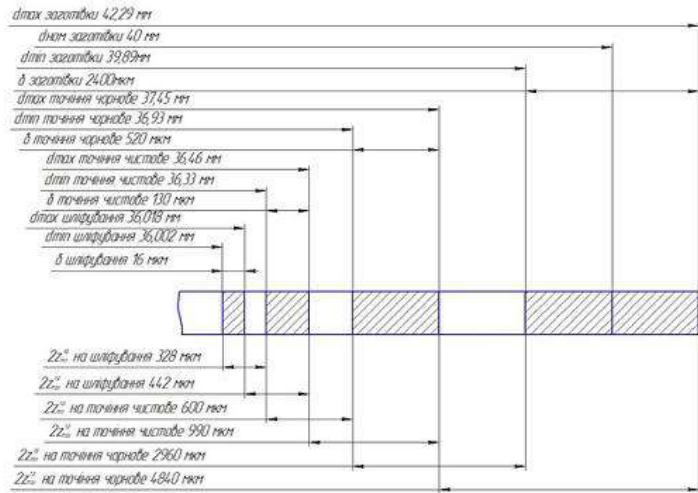 dmax заготівки 42,29 мм
dном заготівки 40 мм
dmin заготівки 39,89мм
δ заготівки 2400мкм
dmax точіння чорнове 37,45 мм
dmin точіння чорнове 36,93 мм
δ точіння чорнове 520 мкм
dmax точіння чистове 36,46 мм
dmin точіння чистове 36,33 мм
δ точіння чистове 130 мкм
dmax шліфування 36,018 мм
dmin шліфування 36,002 мм
δ шліфування 16 мкм
2z на шліфування 328 мкм
2z на шліфування 442 мкм
2z на точіння чистове 600 мкм
2z на точіння чистове 990 мкм
2z на точіння чорнове 2960 мкм
2z на точіння чорнове 4840 мкм